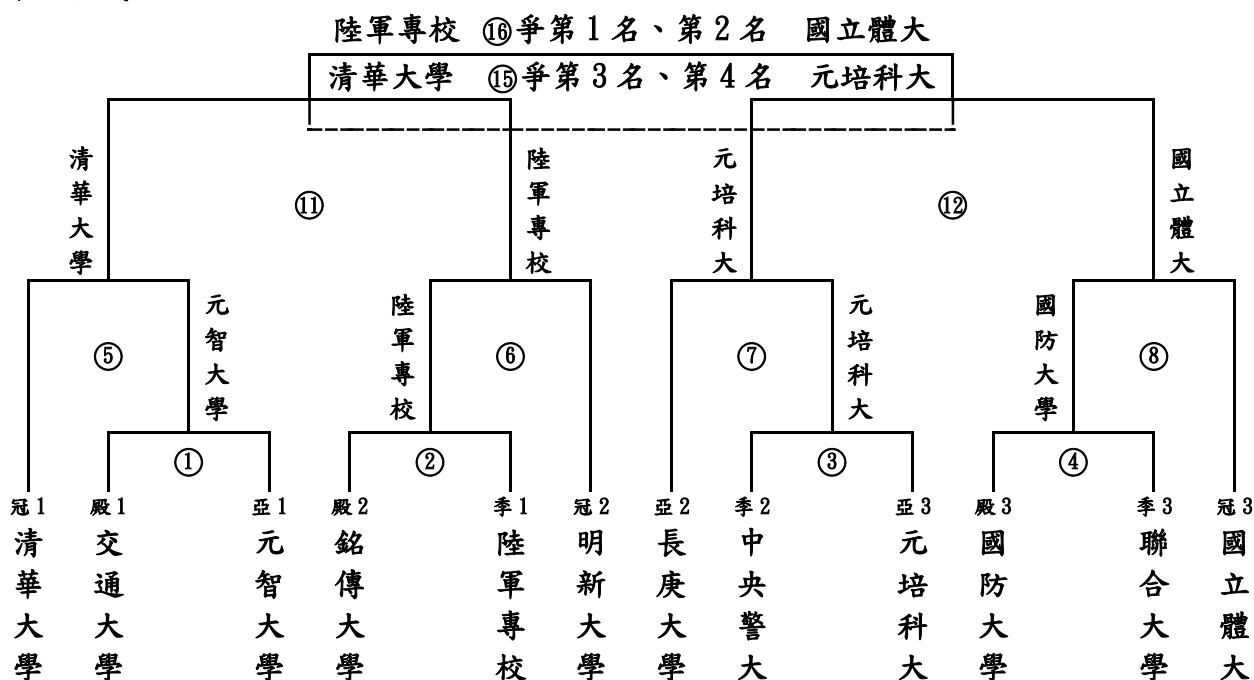 陸軍專校 ⑯爭第1名、第2名 國立體大
清華大學 ⑮爭第3名、第4名 元培科大
清華大學
陸軍專校
元培科大
國立體大
⑪
⑫
元智大學
陸軍專校
元培科大
國防大學
⑤
⑥
⑦
⑧
①
②
③
④
冠1 殿1 亞1 殿2 季1 冠2 亞2 季2 亞3 殿3 季3 冠3
清華大學
交通大學
元智大學
銘傳大學
陸軍專校
明新大學
長庚大學
中央警大
元培科大
國防大學
聯合大學
國立體大